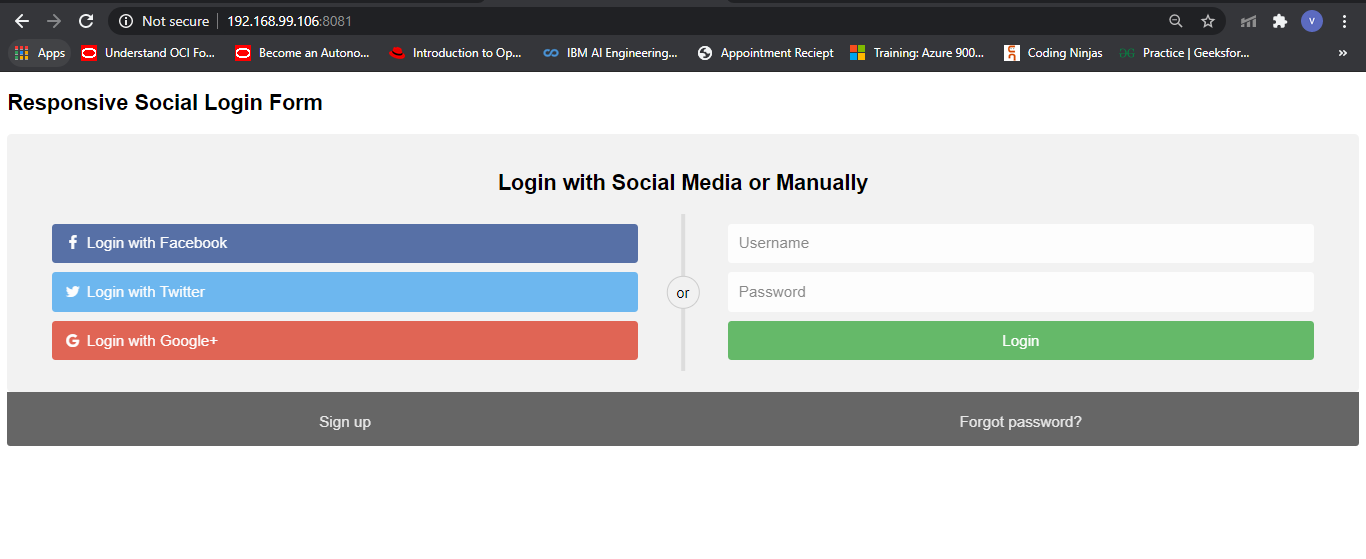 Not secure 192.168.99.106:8081 V
Apps Understand OCI Fo... Become an Autono... Introduction to Op... IBM AI Engineering... Appointment Reciept Training: Azure 900... Coding Ninjas Practice | Geeksfor... »
Responsive Social Login Form
Login with Social Media or Manually
Login with Facebook
Login with Twitter
Login with Google+
or
Username
Password
Login
Sign up
Forgot password?